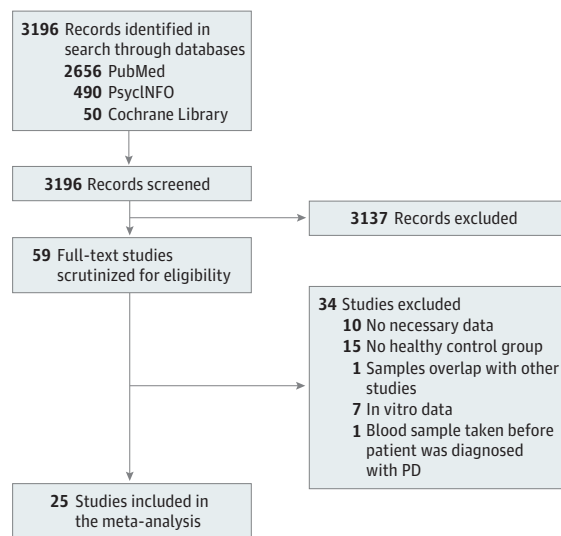 3196 Records identified in
search through databases
2656 PubMed
490 PsycINFO
50 Cochrane Library
3196 Records screened
3137 Records excluded
59 Full-text studies
scrutinized for eligibility
34 Studies excluded
10 No necessary data
15 No healthy control group
1 Samples overlap with other
studies
7 In vitro data
1 Blood sample taken before
patient was diagnosed
with PD
25 Studies included in
the meta-analysis